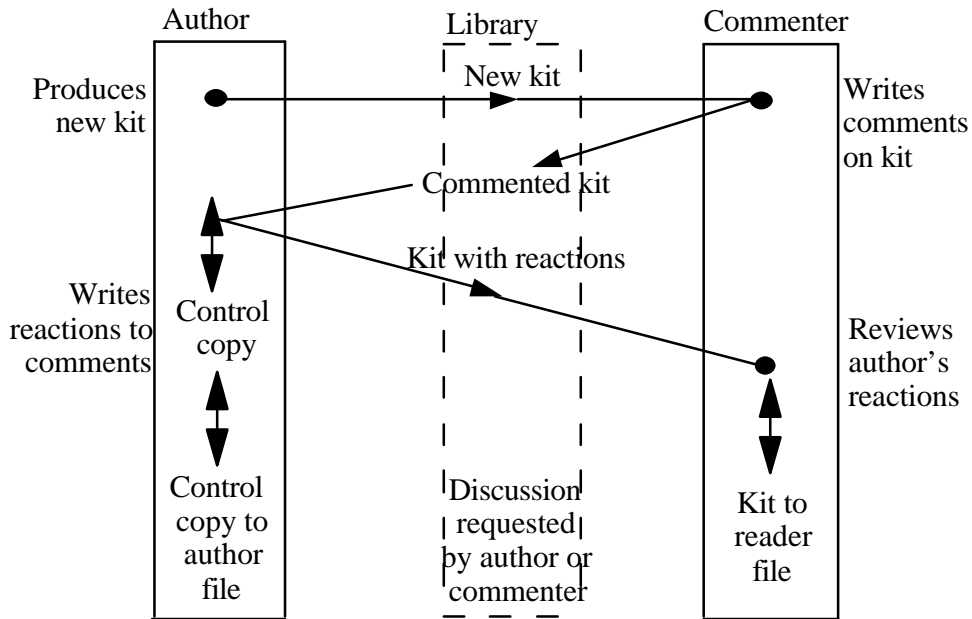 Author
Library
Commenter
Produces
new kit
New kit
Writes
comments
on kit
Commented kit
Kit with reactions
Writes
reactions to
comments
Control
copy
Reviews
author's
reactions
Control
copy to
author
file
Discussion
requested
by author or
commenter
Kit to
reader
file